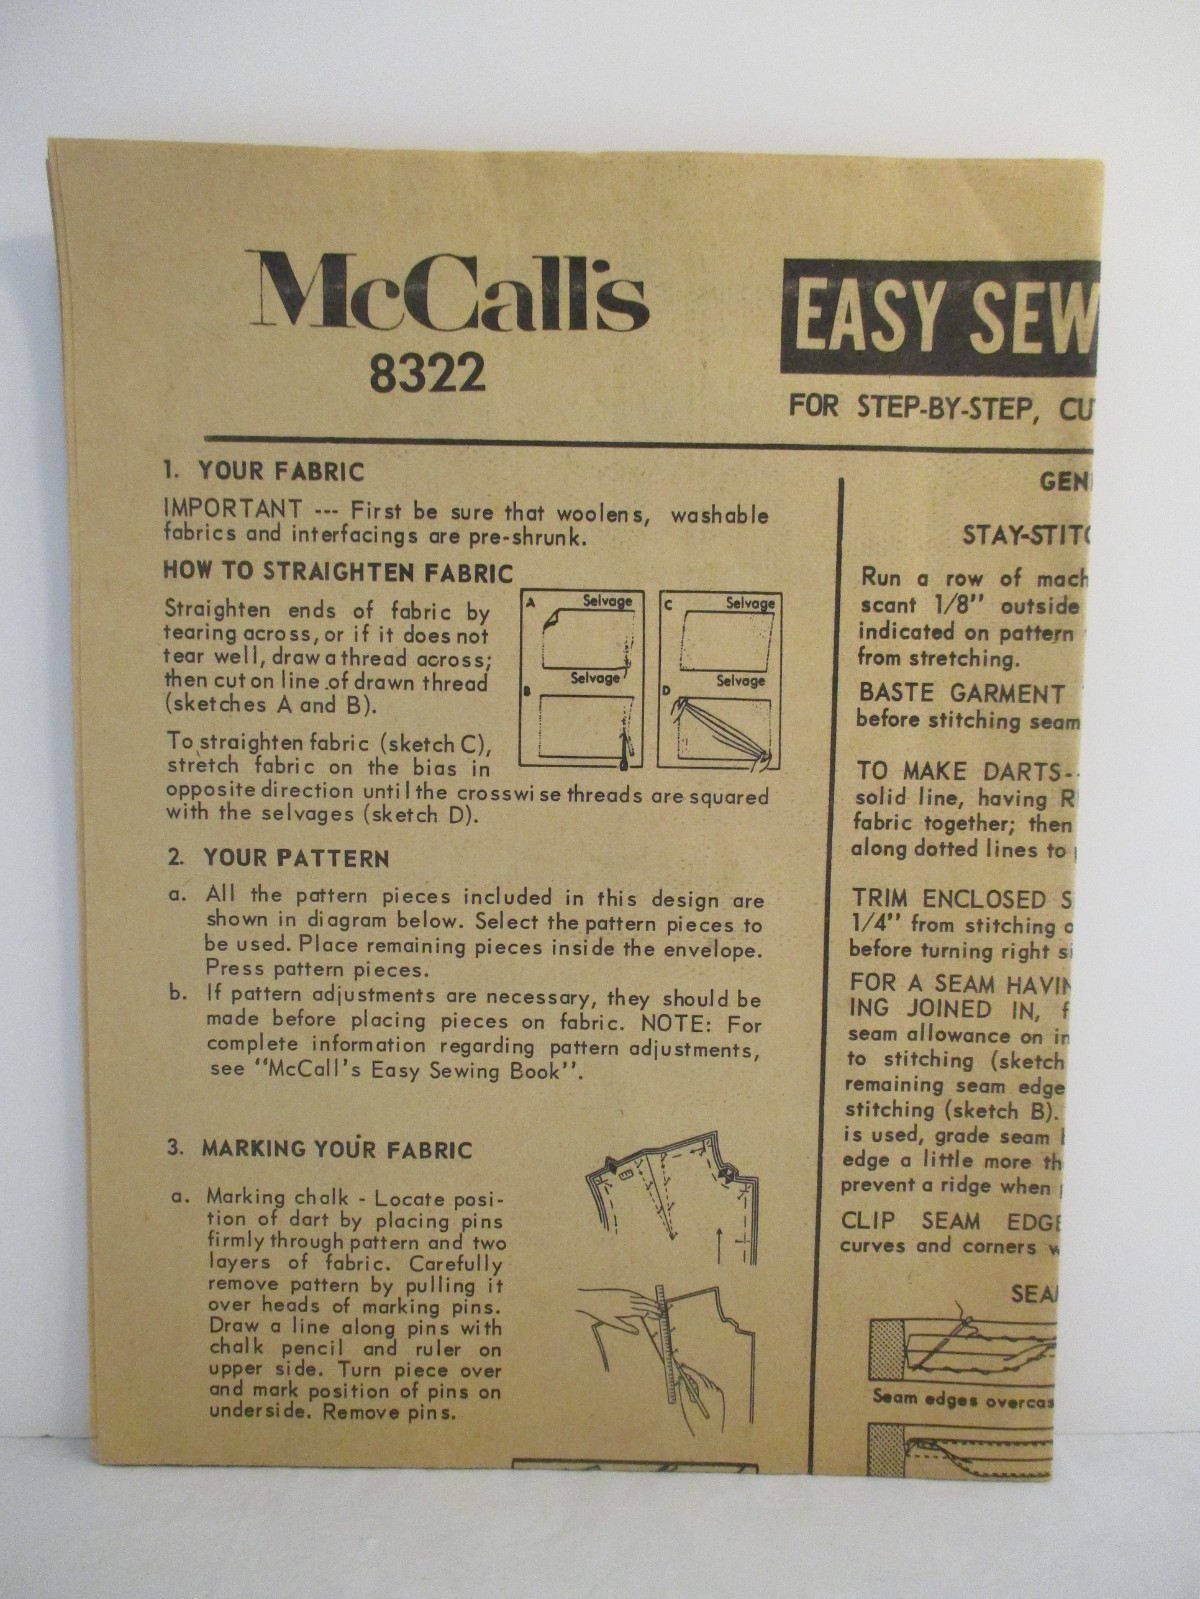 McCall's
8322
EASY SEW
FOR STEP-BY-STEP,
1. YOUR FABRIC
IMPORTANT --- First be sure that woolens, washable
fabrics and interfacings are pre-shrunk.
HOW TO STRAIGHTEN FABRIC
Straighten ends of fabric by
tearing across, or if it does not
tear well, draw a thread across;
then cut on line of drawn thread
(sketches A and B).
To straighten fabric (sketch C),
stretch fabric on the bias in
opposite direction until the crosswise threads are squared
with the selvages (sketch D).
A Selvage
Selvage
B
C Selvage
Selvage
D
2. YOUR PATTERN
a. All the pattern pieces included in this design are
shown in diagram below. Select the pattern pieces to
be used. Place remaining pieces inside the envelope.
Press pattern pieces.
b. If pattern adjustments are necessary, they should be
made before placing pieces on fabric. NOTE: For
complete information regarding pattern adjustments,
see "McCall's Easy Sewing Book".
3. MARKING YOUR FABRIC
a. Marking chalk - Locate posi-
tion of dart by placing pins
firmly through pattern and two
layers of fabric. Carefully
remove pattern by pulling it
over heads of marking pins.
Draw a line along pins with
chalk pencil and ruler on
upper side. Turn piece over
and mark position of pins on
underside. Remove pins.
GEN
STAY-STITC
Run a row of mach
scant 1/8" outside
indicated on pattern
from stretching.
BASTE GARMENT
before stitching seam
TO MAKE DARTS--
solid line, having R
fabric together; then
along dotted lines to
TRIM ENCLOSED S
1/4" from stitching
before turning right si
FOR A SEAM HAVIN
ING JOINED IN, f
seam allowance on in
to stitching (sketch
remaining seam edge
stitching (sketch B).
is used, grade seam
edge a little more th
prevent a ridge when
CLIP SEAM EDGE
curves and corners w
SEA
Seam edges overcas